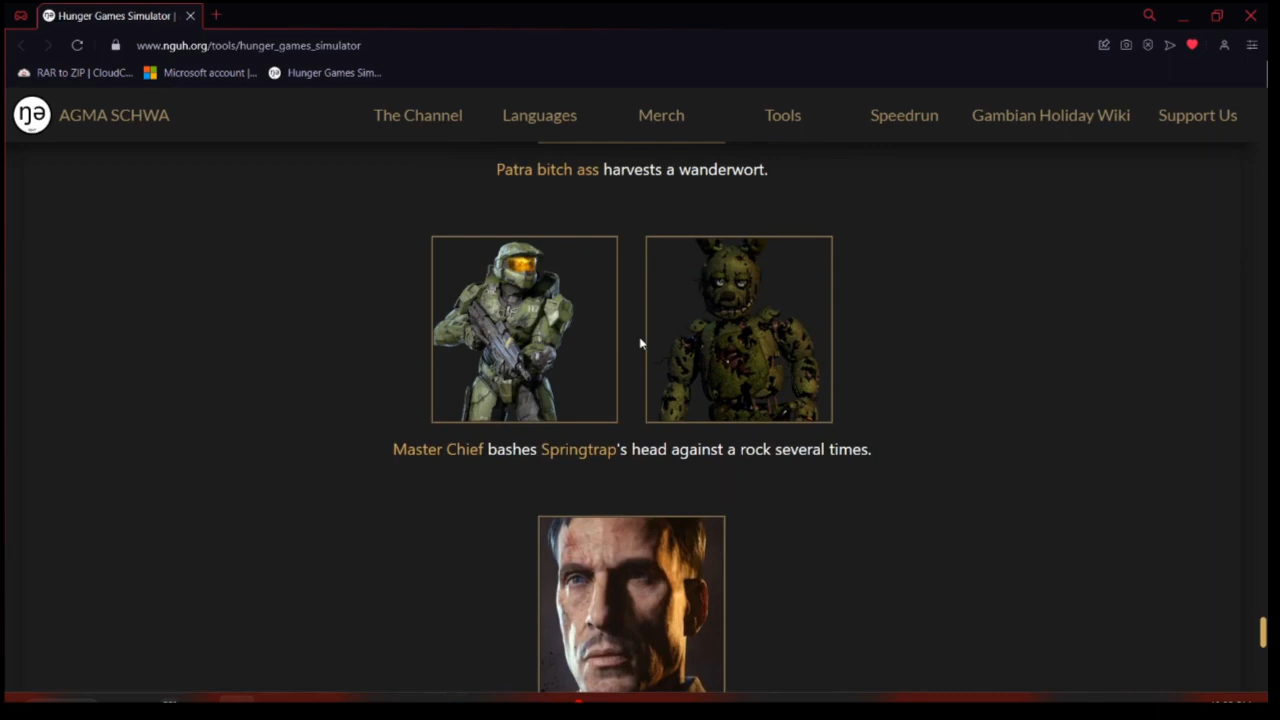 Hunger Games Simulator |
www.nguh.org/tools/hunger_games_simulator
RAR to ZIP | CloudC... Microsoft account |... Hunger Games Sim...
ŋə AGMA SCHWA The Channel Languages Merch Tools Speedrun Gambian Holiday Wiki Support Us
Patra bitch ass harvests a wanderwort.
Master Chief bashes Springtrap's head against a rock several times.